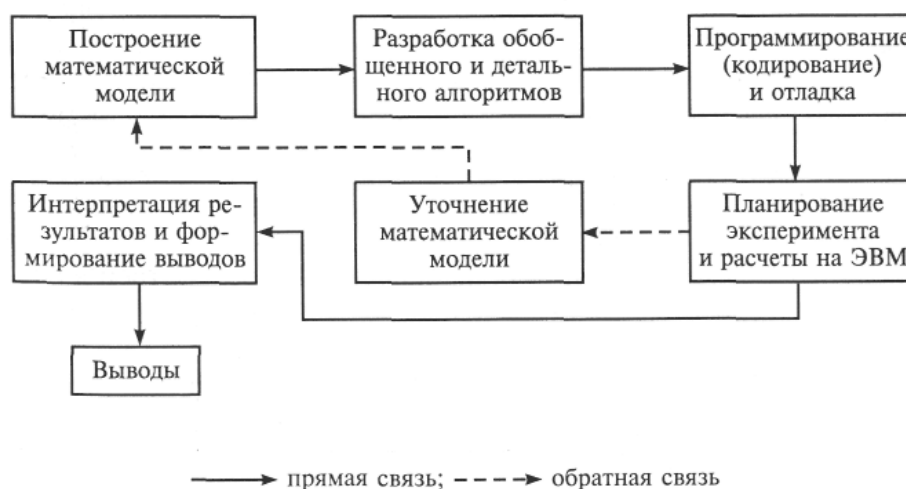 Построение
математической
модели
Разработка обоб-
щенного и деталь-
ного алгоритмов
Программирование
(кодирование)
и отладка
Интерпретация ре-
зультатов и фор-
мирование выводов
Уточнение
математической
модели
Планирование
эксперимента
и расчеты на ЭВМ
Выводы
прямая связь; обратная связь